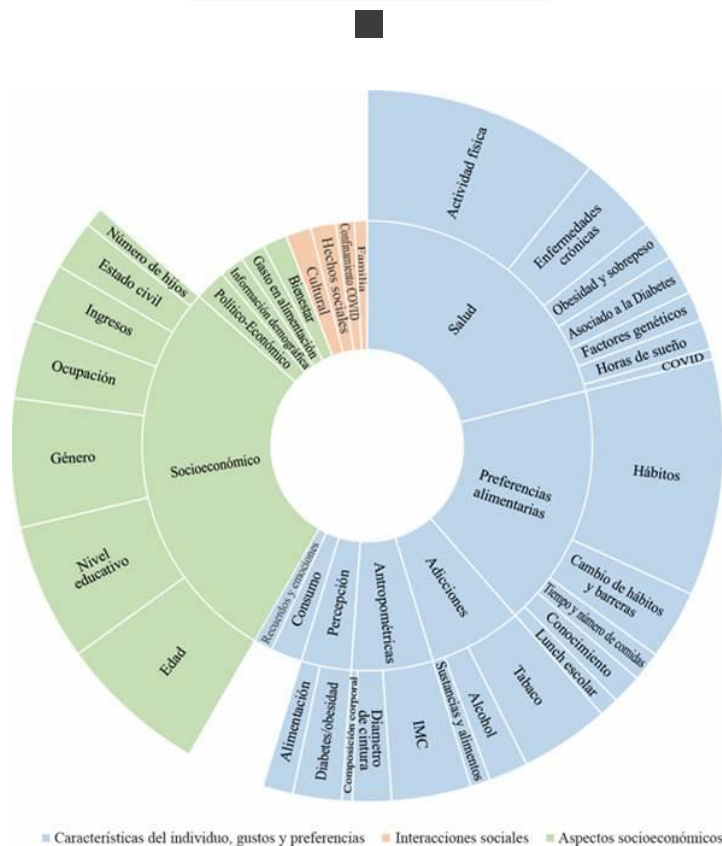 Actividad física
Enfermedades
crónicas
Obesidad y sobrepeso
Asociado a la Diabetes
Factores genéticos
Horas de sueño
COVID
Salud
Hábitos
Cambio de hábitos
y barreras
Tiempo y número de comidas
Conocimiento
Lunch escolar
Preferencias
alimentarias
Tabaco
Alcohol
Sustancias y alimentos
Adicciones
IMC
Diametro
de cintura
Composición corporal
Antropométricas
Diabetes/obesidad
Alimentación
Percepción
Consumo
Recuerdos y emociones
Edad
Nivel
educativo
Género
Ocupación
Ingresos
Estado civil
Número de hijos
Socioeconómico
Político-Económico
Información demográfica
Gasto en alimentación
Bienestar
Cultural
Hechos sociales
Confinamiento COVID
Familia
Características del individuo, gustos y preferencias
Interacciones sociales
Aspectos socioeconómicos